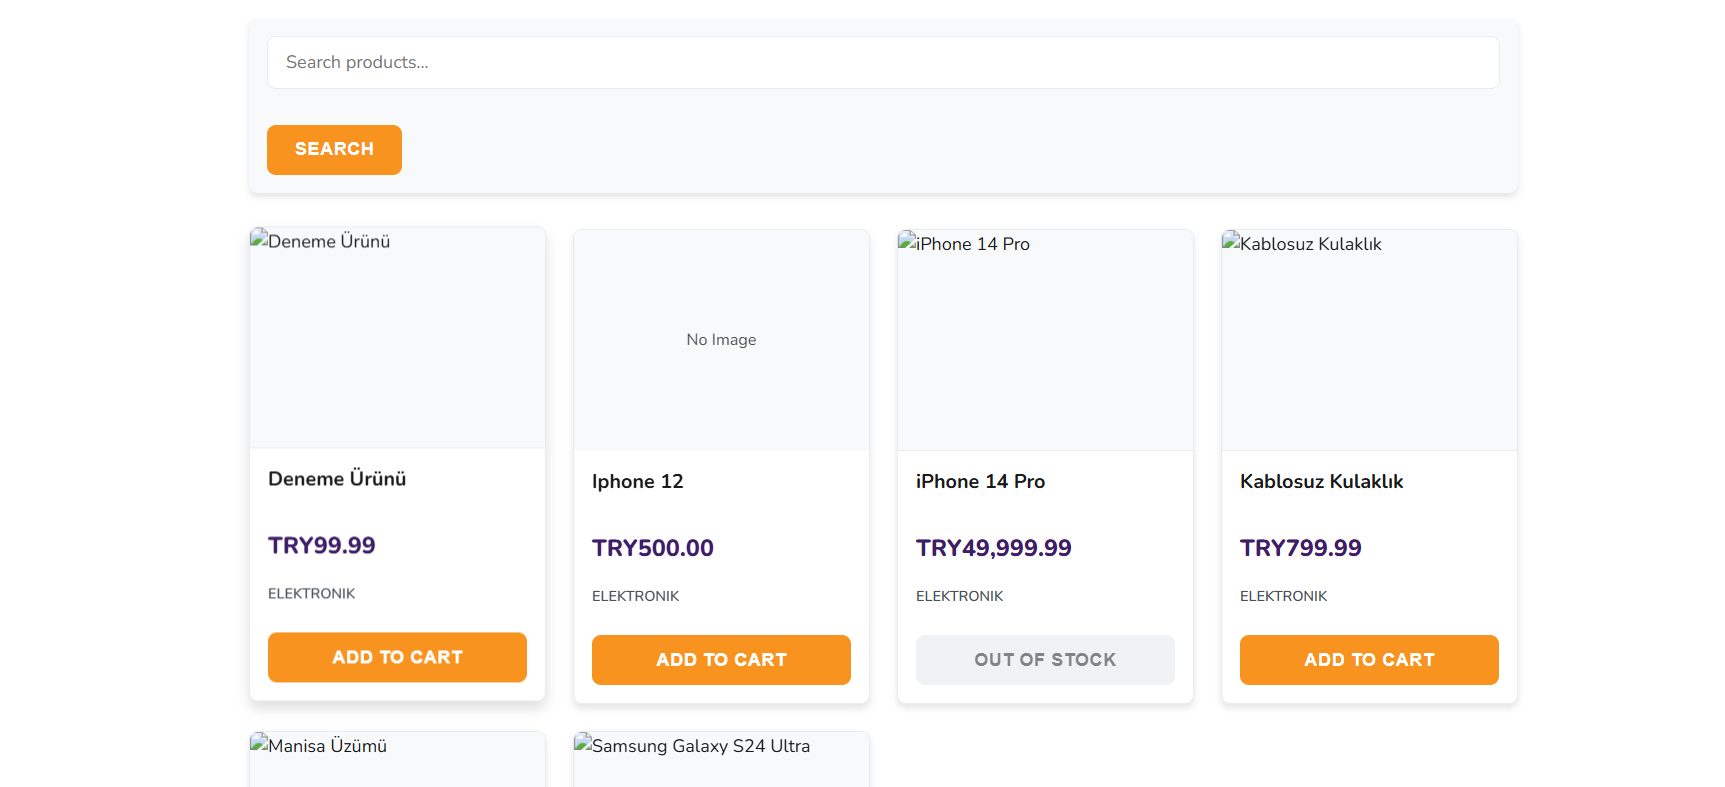 Search products...
SEARCH
Deneme Ürünü
No Image
iPhone 14 Pro
Kablosuz Kulaklık
Deneme Ürünü
Iphone 12
iPhone 14 Pro
Kablosuz Kulaklık
TRY99.99
TRY500.00
TRY49,999.99
TRY799.99
ELEKTRONIK
ELEKTRONIK
ELEKTRONIK
ELEKTRONIK
ADD TO CART
ADD TO CART
OUT OF STOCK
ADD TO CART
Manisa Üzümü
Samsung Galaxy S24 Ultra